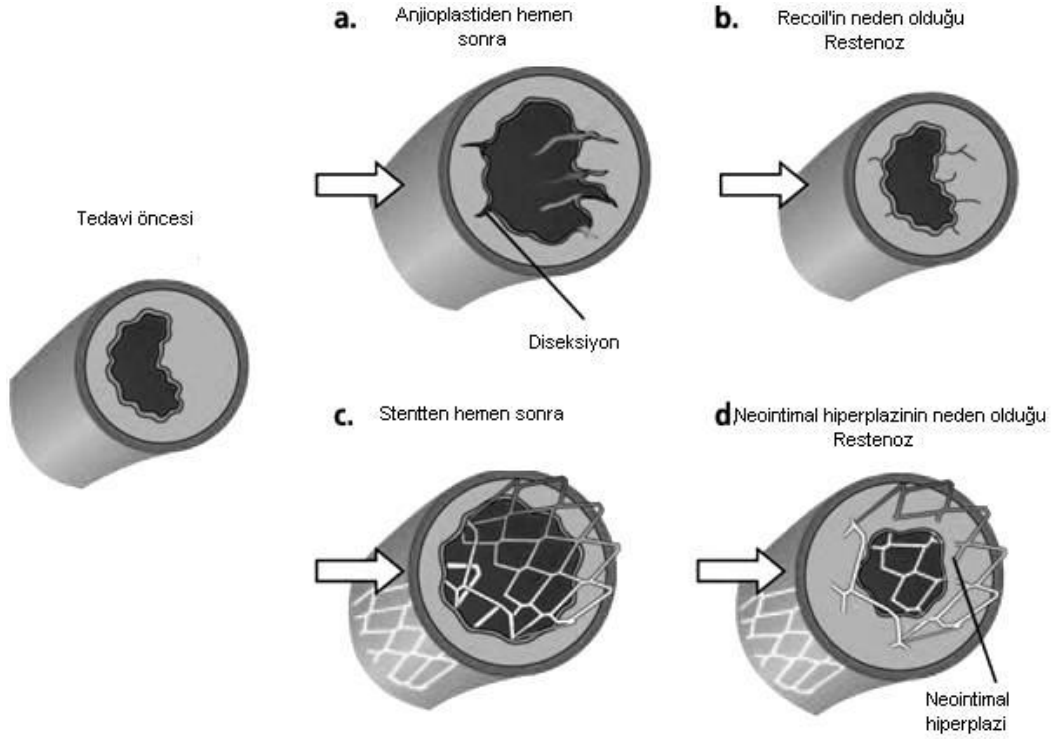 a. Anjioplastiden hemen
sonra
b. Recoil'in neden olduğu
Restenoz
Tedavi öncesi
Diseksiyon
c. Stentten hemen sonra
d. Neointimal hiperplazinin neden olduğu
Restenoz
Neointimal
hiperplazi